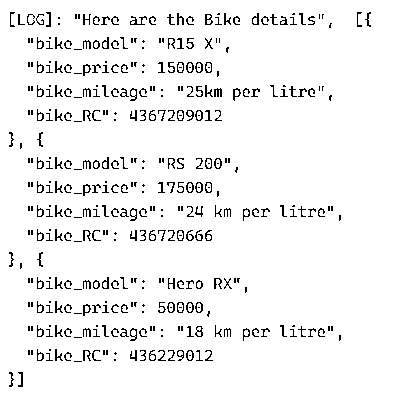 [LOG]: "Here are the Bike details",  [{
  "bike_model": "R15 X",
  "bike_price": 150000,
  "bike_mileage": "25km per litre",
  "bike_RC": 4367209012
}, {
  "bike_model": "RS 200",
  "bike_price": 175000,
  "bike_mileage": "24 km per litre",
  "bike_RC": 436720666
}, {
  "bike_model": "Hero RX",
  "bike_price": 50000,
  "bike_mileage": "18 km per litre",
  "bike_RC": 436229012
}]